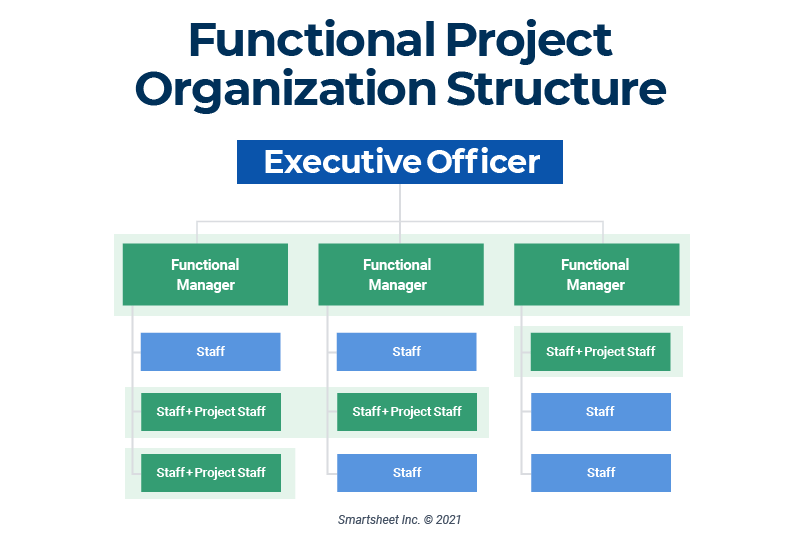 Functional Project
Organization Structure
Executive Officer
Functional
Manager
Functional
Manager
Functional
Manager
Staff
Staff
Staff + Project Staff
Staff + Project Staff
Staff + Project Staff
Staff
Staff + Project Staff
Staff
Staff
Smartsheet Inc. © 2021